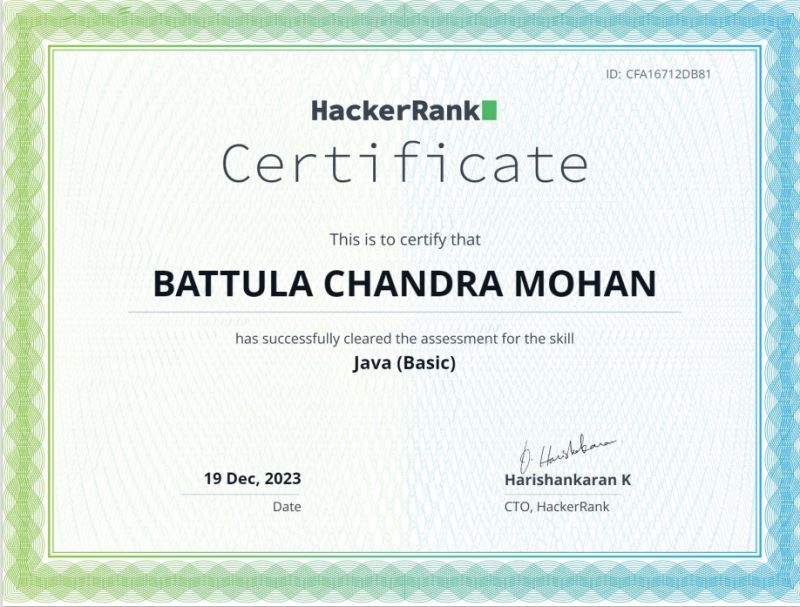 ID: CFA16712DB81
HackerRank
Certificate
This is to certify that
BATTULA CHANDRA MOHAN
has successfully cleared the assessment for the skill
Java (Basic)
19 Dec, 2023
Date
Harishankaran
Harishankaran K
CTO, HackerRank